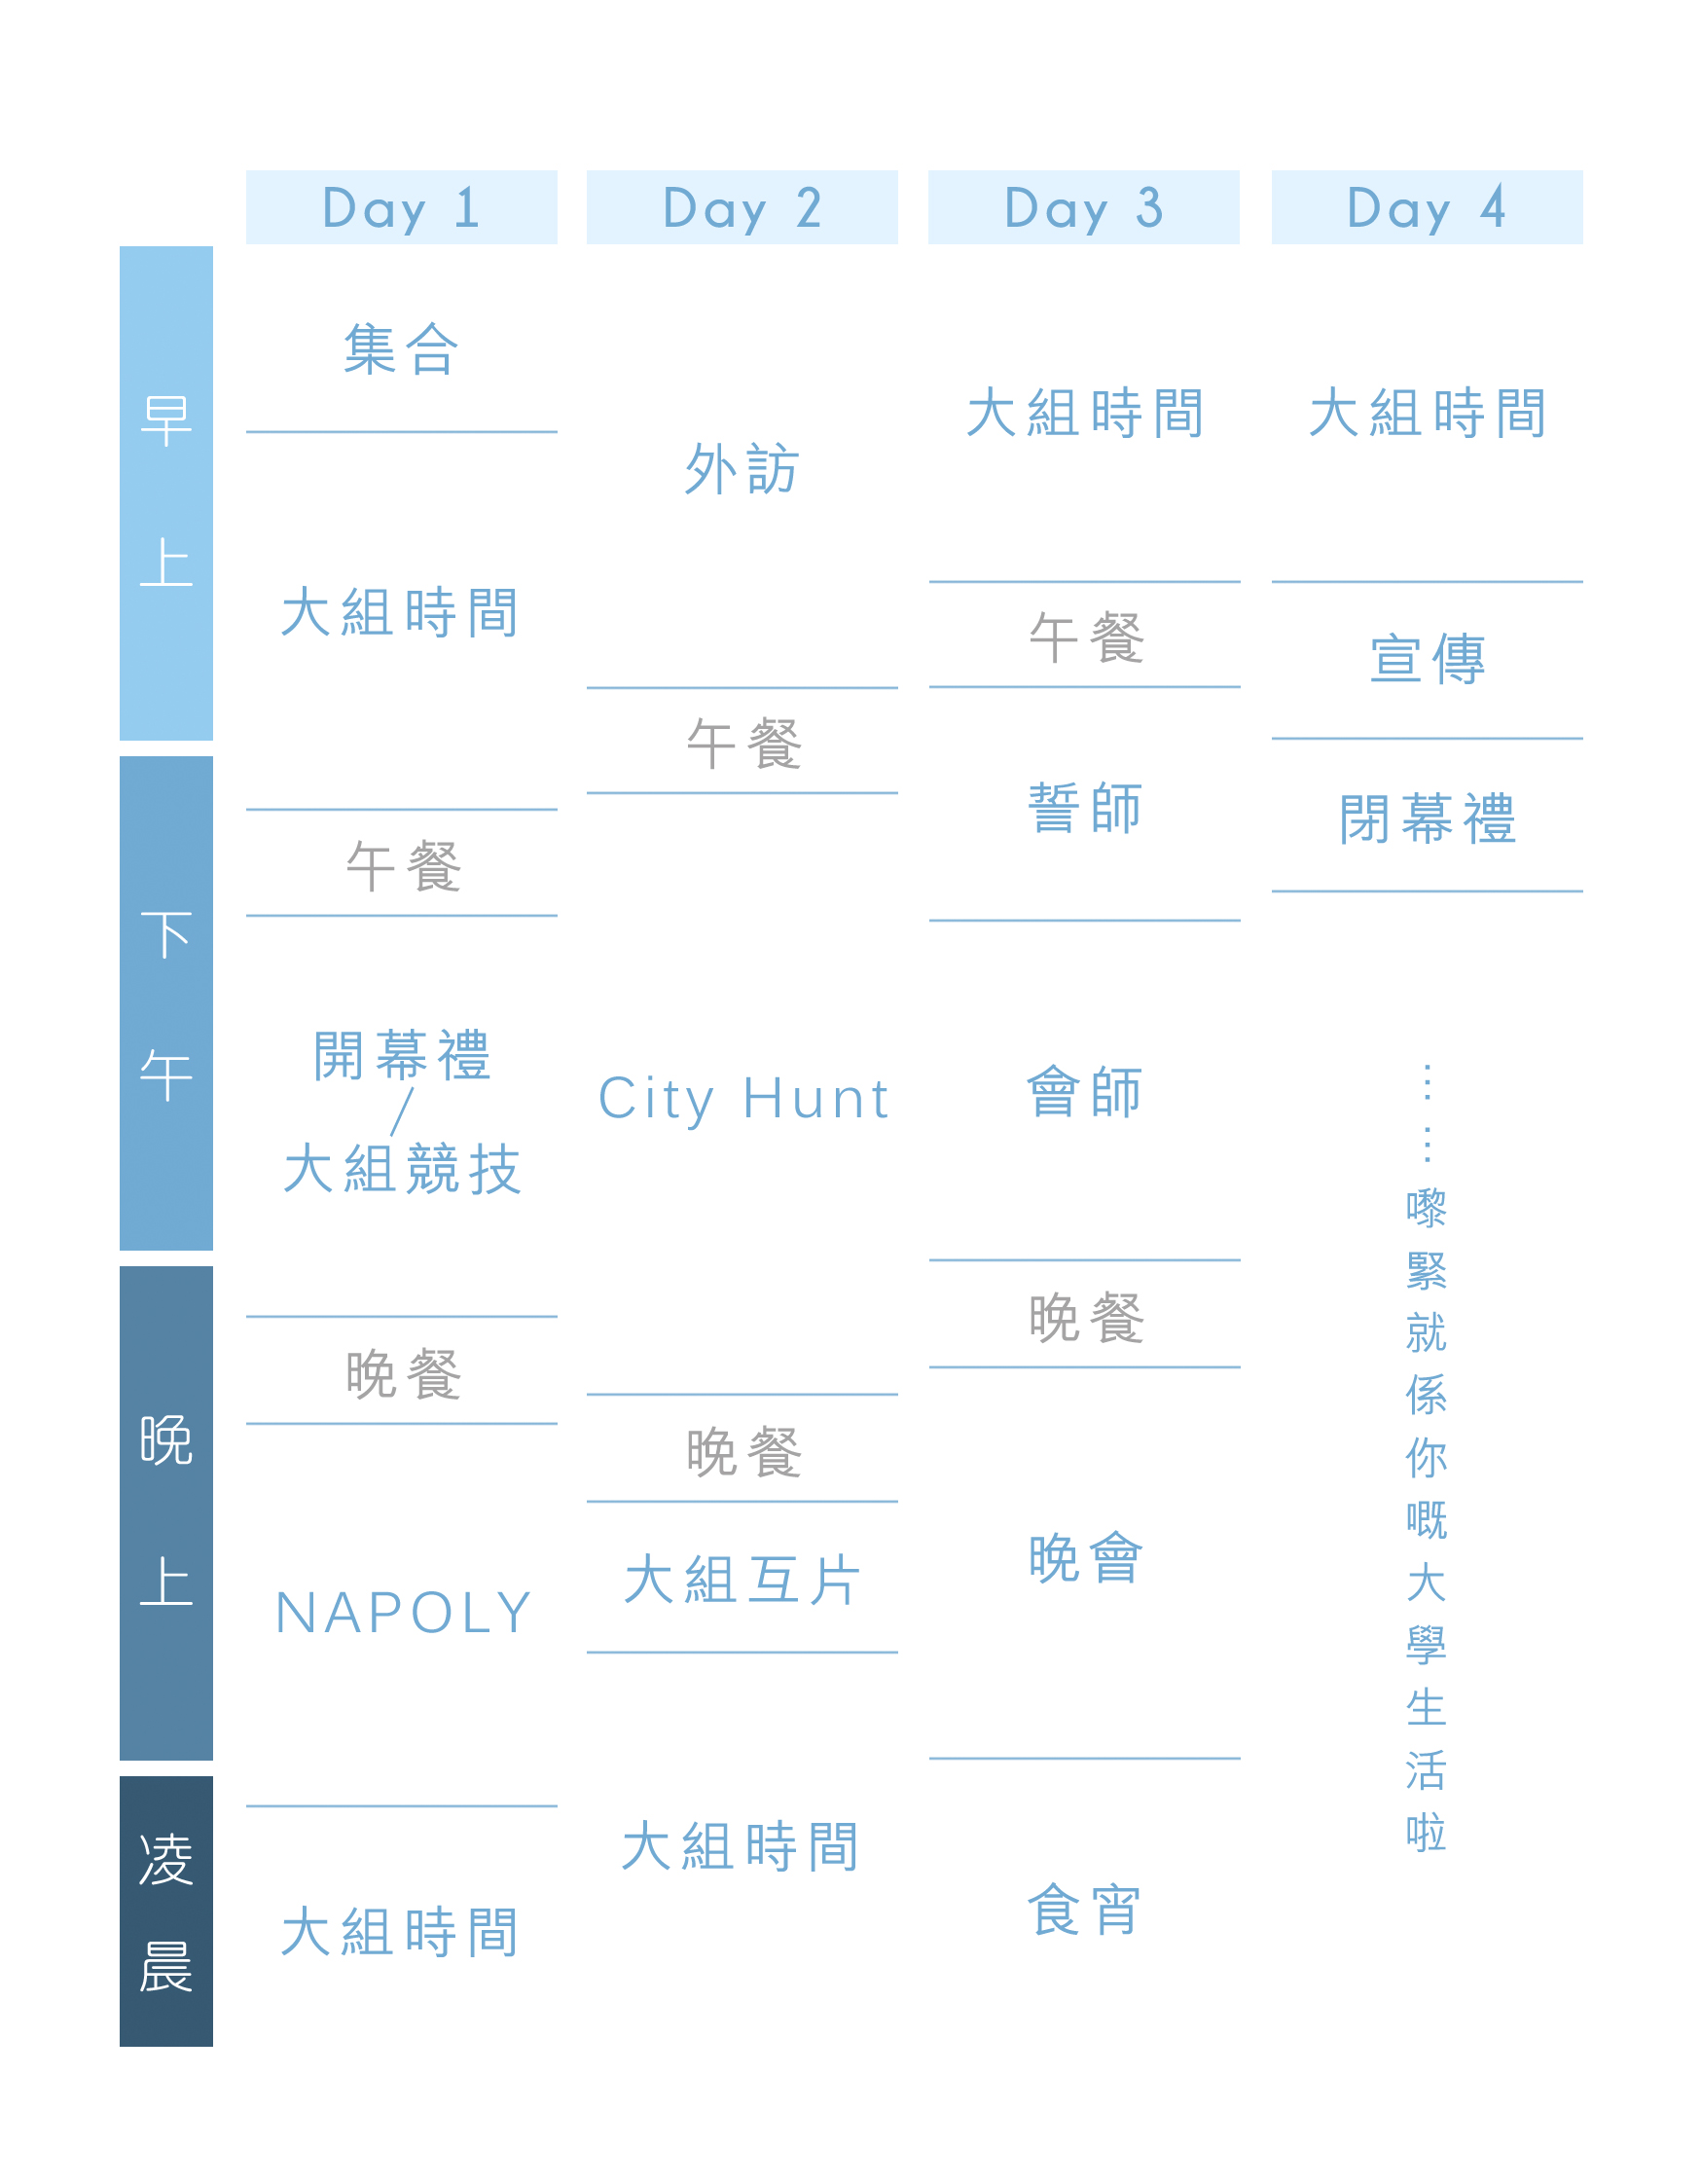 Day 1
Day 2
Day 3
Day 4
早上
下午
晚上
凌晨
集合
大組時間
午餐
開幕禮
/
大組競技
晚餐
NAPOLY
大組時間
外訪
午餐
City Hunt
晚餐
大組互片
大組時間
大組時間
午餐
誓師
會師
晚餐
晚會
食宵
大組時間
宣傳
閉幕禮
……嚟緊就係你嘅大學生活啦